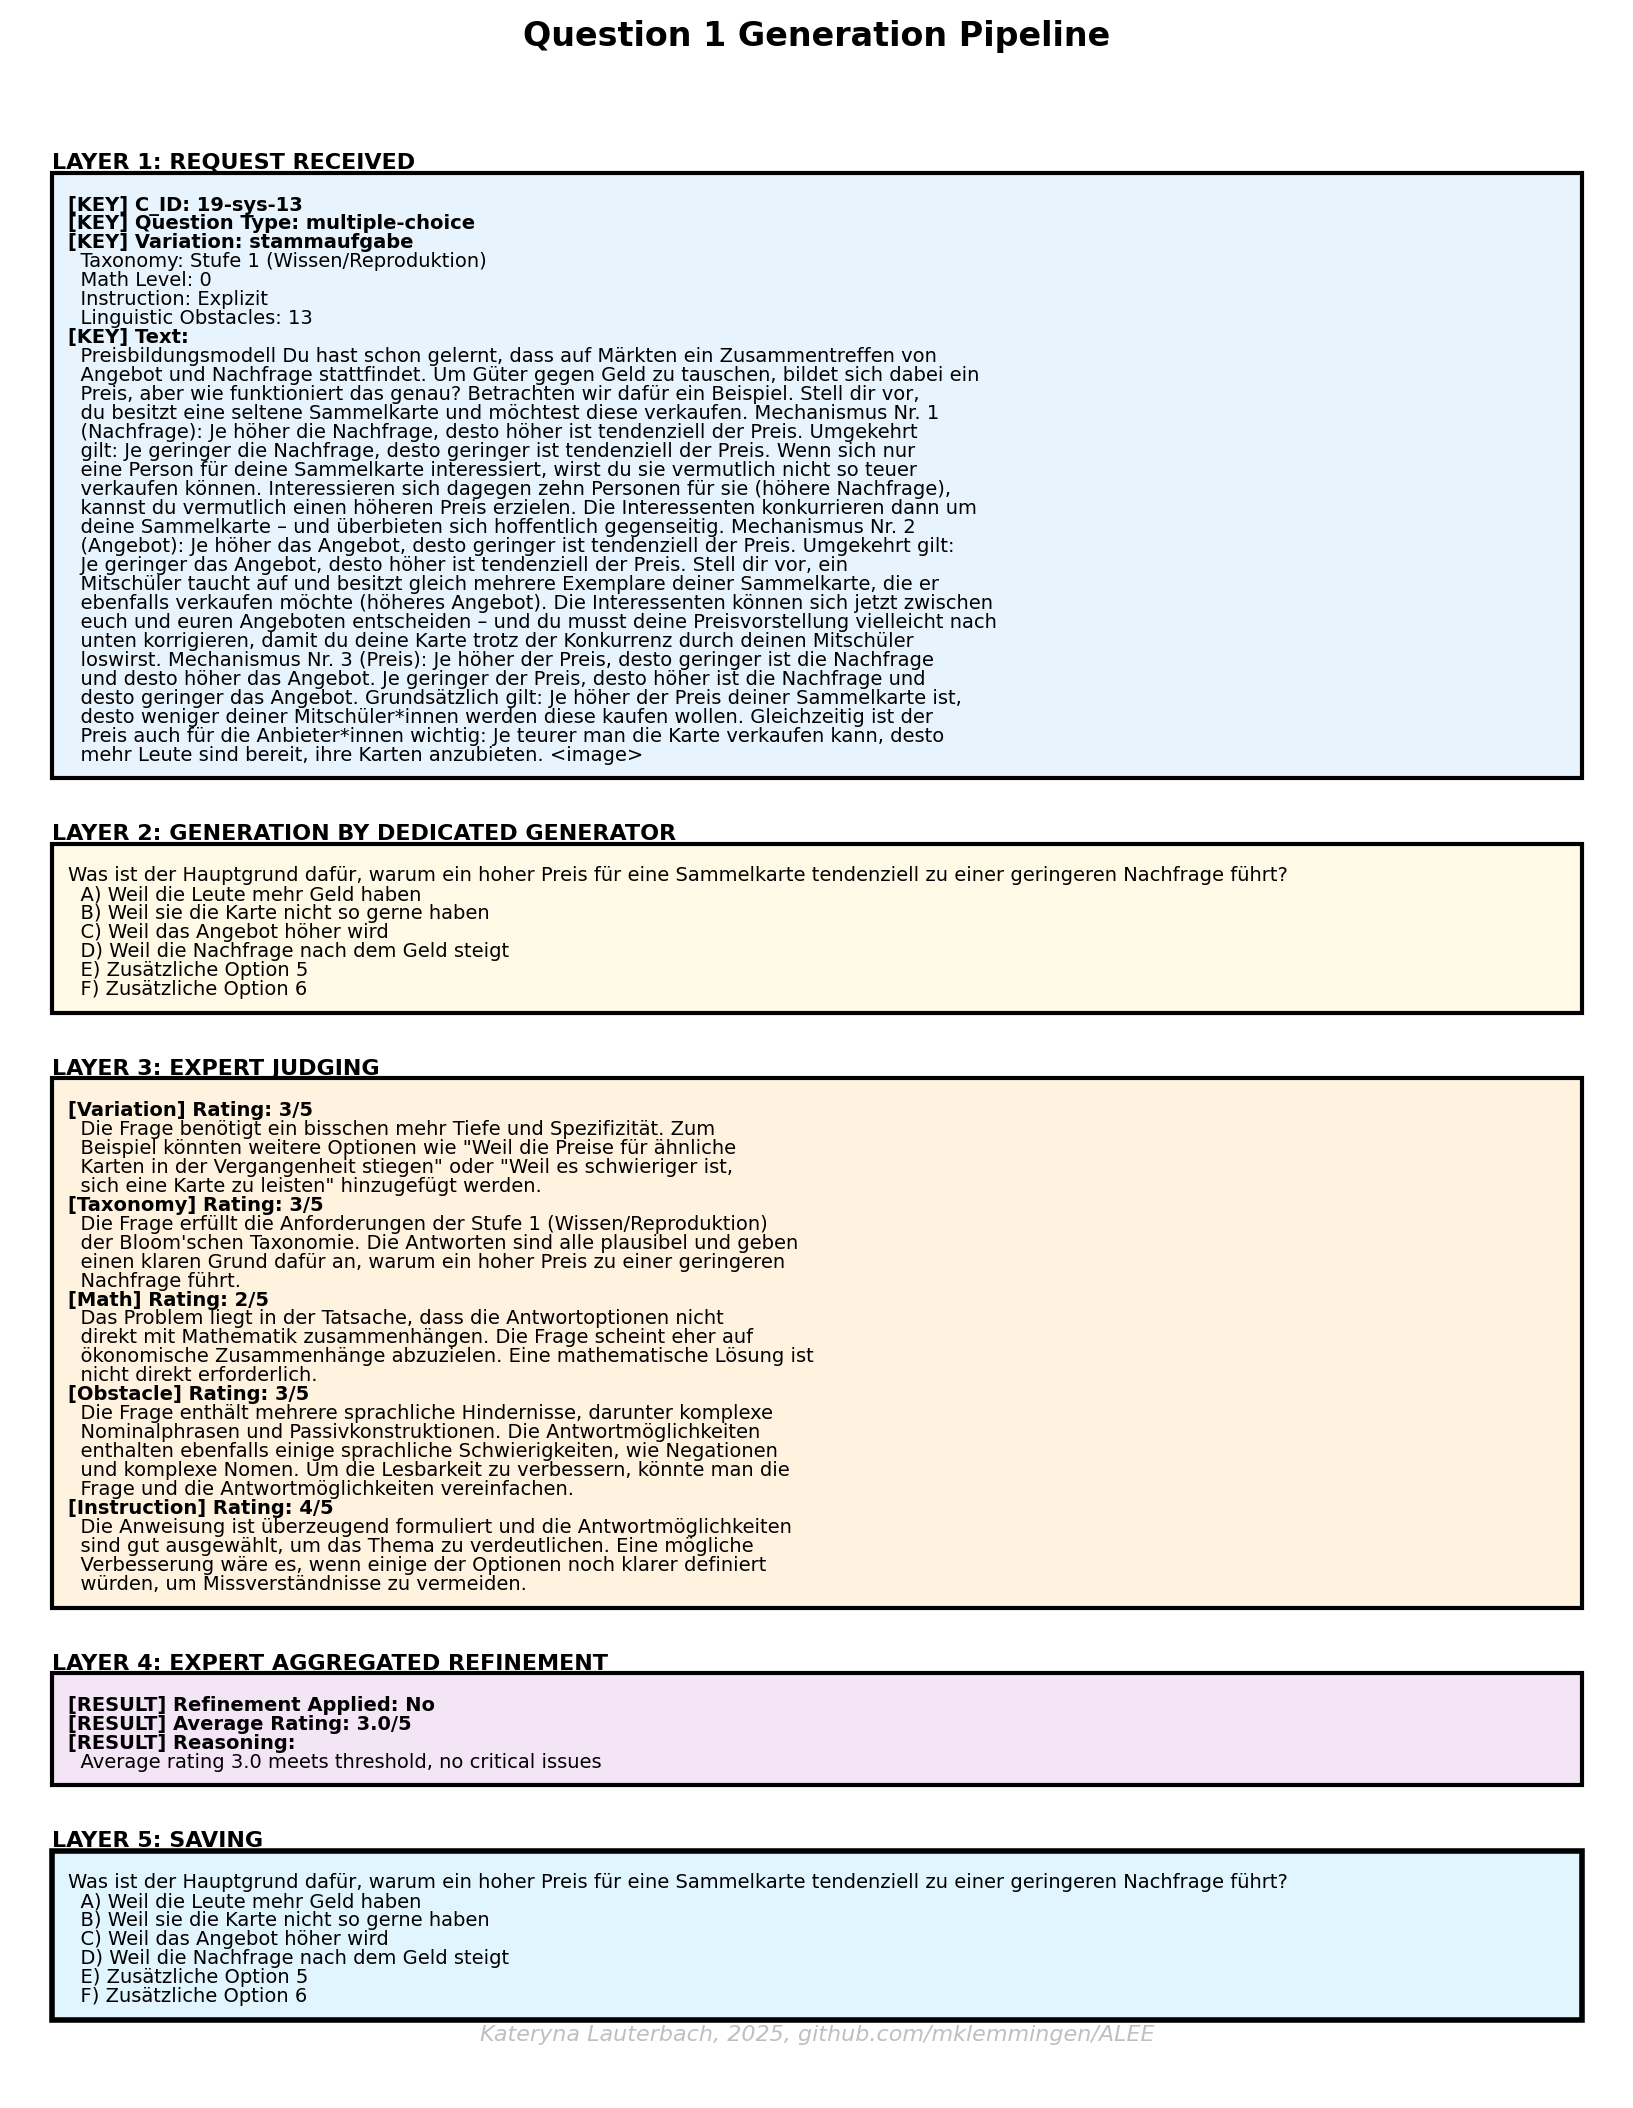 Question 1 Generation Pipeline
LAYER 1: REQUEST RECEIVED
[KEY] C_ID: 19-sys-13
[KEY] Question Type: multiple-choice
[KEY] Variation: stammaufgabe
Taxonomy: Stufe 1 (Wissen/Reproduktion)
Math Level: 0
Instruction: Explizit
Linguistic Obstacles: 13
[KEY] Text:
Preisbildungsmodell Du hast schon gelernt, dass auf Märkten ein Zusammentreffen von
Angebot und Nachfrage stattfindet. Um Güter gegen Geld zu tauschen, bildet sich dabei ein
Preis, aber wie funktioniert das genau? Betrachten wir dafür ein Beispiel. Stell dir vor,
du besitzt eine seltene Sammelkarte und möchtest diese verkaufen. Mechanismus Nr. 1
(Nachfrage): Je höher die Nachfrage, desto höher ist tendenziell der Preis. Umgekehrt
gilt: Je geringer die Nachfrage, desto geringer ist tendenziell der Preis. Wenn sich nur
eine Person für deine Sammelkarte interessiert, wirst du sie vermutlich nicht so teuer
verkaufen können. Interessieren sich dagegen zehn Personen für sie (höhere Nachfrage),
kannst du vermutlich einen höheren Preis erzielen. Die Interessenten konkurrieren dann um
deine Sammelkarte – und überbieten sich hoffentlich gegenseitig. Mechanismus Nr. 2
(Angebot): Je höher das Angebot, desto geringer ist tendenziell der Preis. Umgekehrt gilt:
Je geringer das Angebot, desto höher ist tendenziell der Preis. Stell dir vor, ein
Mitschüler taucht auf und besitzt gleich mehrere Exemplare deiner Sammelkarte, die er
ebenfalls verkaufen möchte (höheres Angebot). Die Interessenten können sich jetzt zwischen
euch und euren Angeboten entscheiden – und du musst deine Preisvorstellung vielleicht nach
unten korrigieren, damit du deine Karte trotz der Konkurrenz durch deinen Mitschüler
loswirst. Mechanismus Nr. 3 (Preis): Je höher der Preis, desto geringer ist die Nachfrage
und desto höher das Angebot. Je geringer der Preis, desto höher ist die Nachfrage und
desto geringer das Angebot. Grundsätzlich gilt: Je höher der Preis deiner Sammelkarte ist,
desto weniger deiner Mitschüler*innen werden diese kaufen wollen. Gleichzeitig ist der
Preis auch für die Anbieter*innen wichtig: Je teurer man die Karte verkaufen kann, desto
mehr Leute sind bereit, ihre Karten anzubieten. <image>
LAYER 2: GENERATION BY DEDICATED GENERATOR
Was ist der Hauptgrund dafür, warum ein hoher Preis für eine Sammelkarte tendenziell zu einer geringeren Nachfrage führt?
A) Weil die Leute mehr Geld haben
B) Weil sie die Karte nicht so gerne haben
C) Weil das Angebot höher wird
D) Weil die Nachfrage nach dem Geld steigt
E) Zusätzliche Option 5
F) Zusätzliche Option 6
LAYER 3: EXPERT JUDGING
[Variation] Rating: 3/5
Die Frage benötigt ein bisschen mehr Tiefe und Spezifizität. Zum
Beispiel könnten weitere Optionen wie "Weil die Preise für ähnliche
Karten in der Vergangenheit stiegen" oder "Weil es schwieriger ist,
sich eine Karte zu leisten" hinzugefügt werden.
[Taxonomy] Rating: 3/5
Die Frage erfüllt die Anforderungen der Stufe 1 (Wissen/Reproduktion)
der Bloom'schen Taxonomie. Die Antworten sind alle plausibel und geben
einen klaren Grund dafür an, warum ein hoher Preis zu einer geringeren
Nachfrage führt.
[Math] Rating: 2/5
Das Problem liegt in der Tatsache, dass die Antwortoptionen nicht
direkt mit Mathematik zusammenhängen. Die Frage scheint eher auf
ökonomische Zusammenhänge abzuzielen. Eine mathematische Lösung ist
nicht direkt erforderlich.
[Obstacle] Rating: 3/5
Die Frage enthält mehrere sprachliche Hindernisse, darunter komplexe
Nominalphrasen und Passivkonstruktionen. Die Antwortmöglichkeiten
enthalten ebenfalls einige sprachliche Schwierigkeiten, wie Negationen
und komplexe Nomen. Um die Lesbarkeit zu verbessern, könnte man die
Frage und die Antwortmöglichkeiten vereinfachen.
[Instruction] Rating: 4/5
Die Anweisung ist überzeugend formuliert und die Antwortmöglichkeiten
sind gut ausgewählt, um das Thema zu verdeutlichen. Eine mögliche
Verbesserung wäre es, wenn einige der Optionen noch klarer definiert
würden, um Missverständnisse zu vermeiden.
LAYER 4: EXPERT AGGREGATED REFINEMENT
[RESULT] Refinement Applied: No
[RESULT] Average Rating: 3.0/5
[RESULT] Reasoning:
Average rating 3.0 meets threshold, no critical issues
LAYER 5: SAVING
Was ist der Hauptgrund dafür, warum ein hoher Preis für eine Sammelkarte tendenziell zu einer geringeren Nachfrage führt?
A) Weil die Leute mehr Geld haben
B) Weil sie die Karte nicht so gerne haben
C) Weil das Angebot höher wird
D) Weil die Nachfrage nach dem Geld steigt
E) Zusätzliche Option 5
F) Zusätzliche Option 6
Kateryna Lauterbach, 2025, github.com/mklemmingen/ALEE